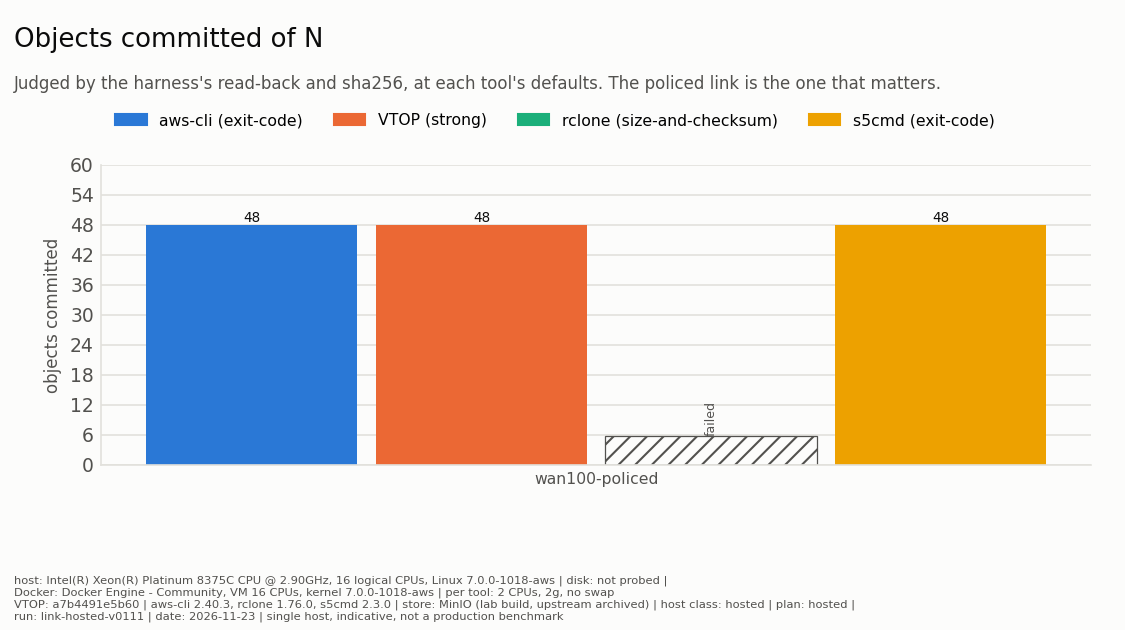 Objects committed of N
Judged by the harness's read-back and sha256, at each tool's defaults. The policed link is the one that matters.
aws-cli (exit-code) VTOP (strong) rclone (size-and-checksum) s5cmd (exit-code)
objects committed
60
54
48
42
36
30
24
18
12
6
0
48
48
failed
48
wan100-policed
host: Intel(R) Xeon(R) Platinum 8375C CPU @ 2.90GHz, 16 logical CPUs, Linux 7.0.0-1018-aws | disk: not probed |
Docker: Docker Engine - Community, VM 16 CPUs, kernel 7.0.0-1018-aws | per tool: 2 CPUs, 2g, no swap
VTOP: a7b4491e5b60 | aws-cli 2.40.3, rclone 1.76.0, s5cmd 2.3.0 | store: MinIO (lab build, upstream archived) | host class: hosted | plan: hosted |
run: link-hosted-v0111 | date: 2026-11-23 | single host, indicative, not a production benchmark